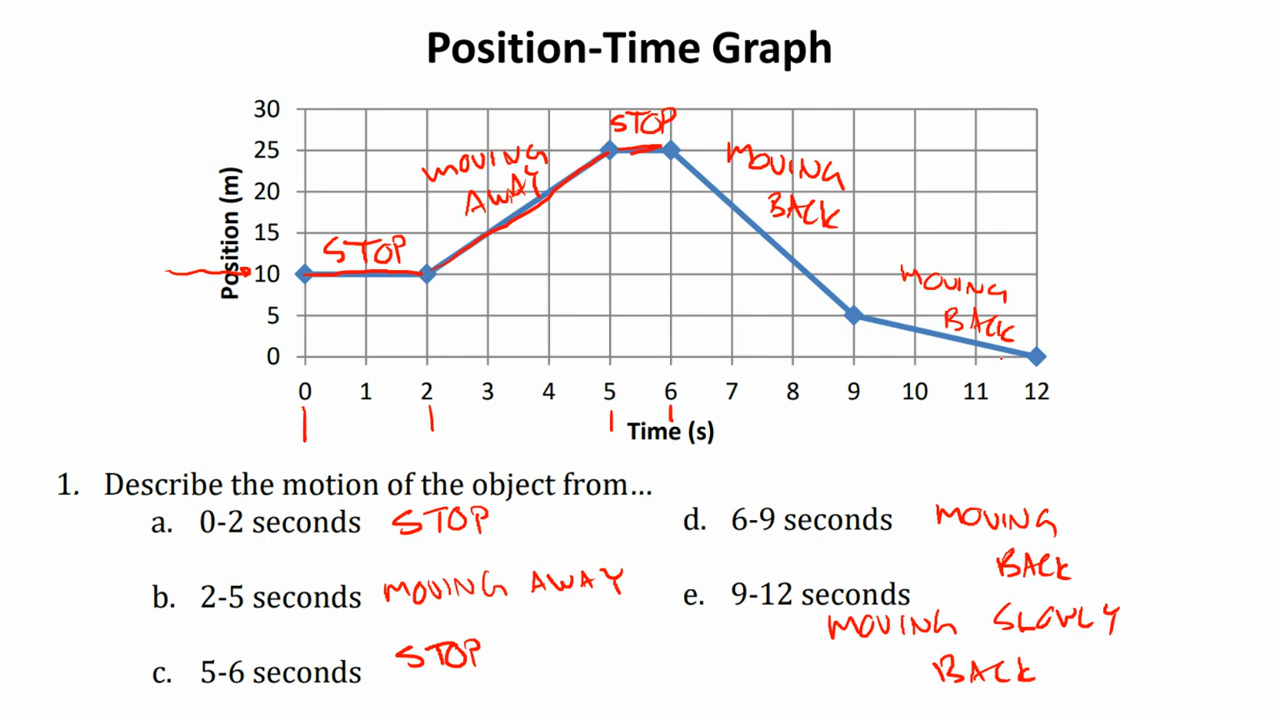 Position-Time Graph
30
25
20
15
10
5
0
Position (m)
STOP
MOVING
AWAY
STOP
MOVING
BACK
MOVING
BACK
0 1 2 3 4 5 6 7 8 9 10 11 12
Time (s)
1. Describe the motion of the object from…
a. 0-2 seconds STOP
b. 2-5 seconds MOVING AWAY
c. 5-6 seconds STOP
d. 6-9 seconds MOVING
BACK
e. 9-12 seconds
MOVING SLOWLY
BACK